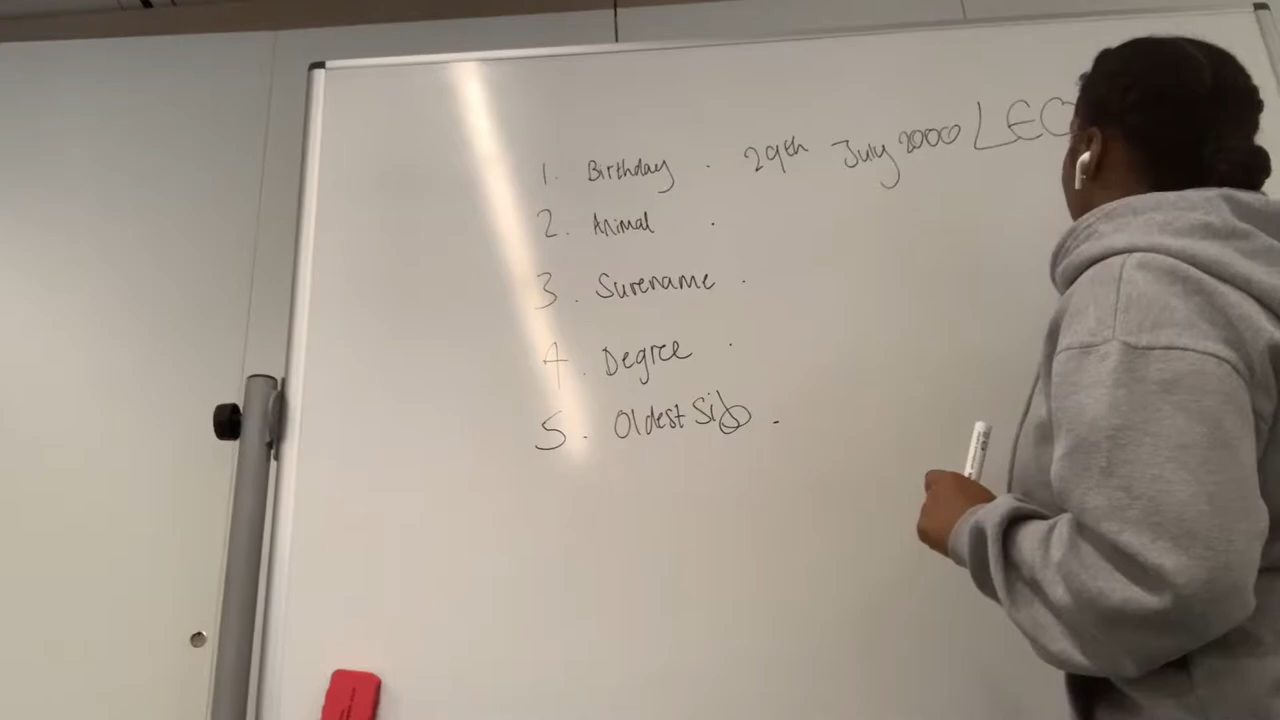 1. Birthday . 29th July 2000 LEO
2. Animal .
3. Surename .
4. Degree .
5. Oldest Sib .